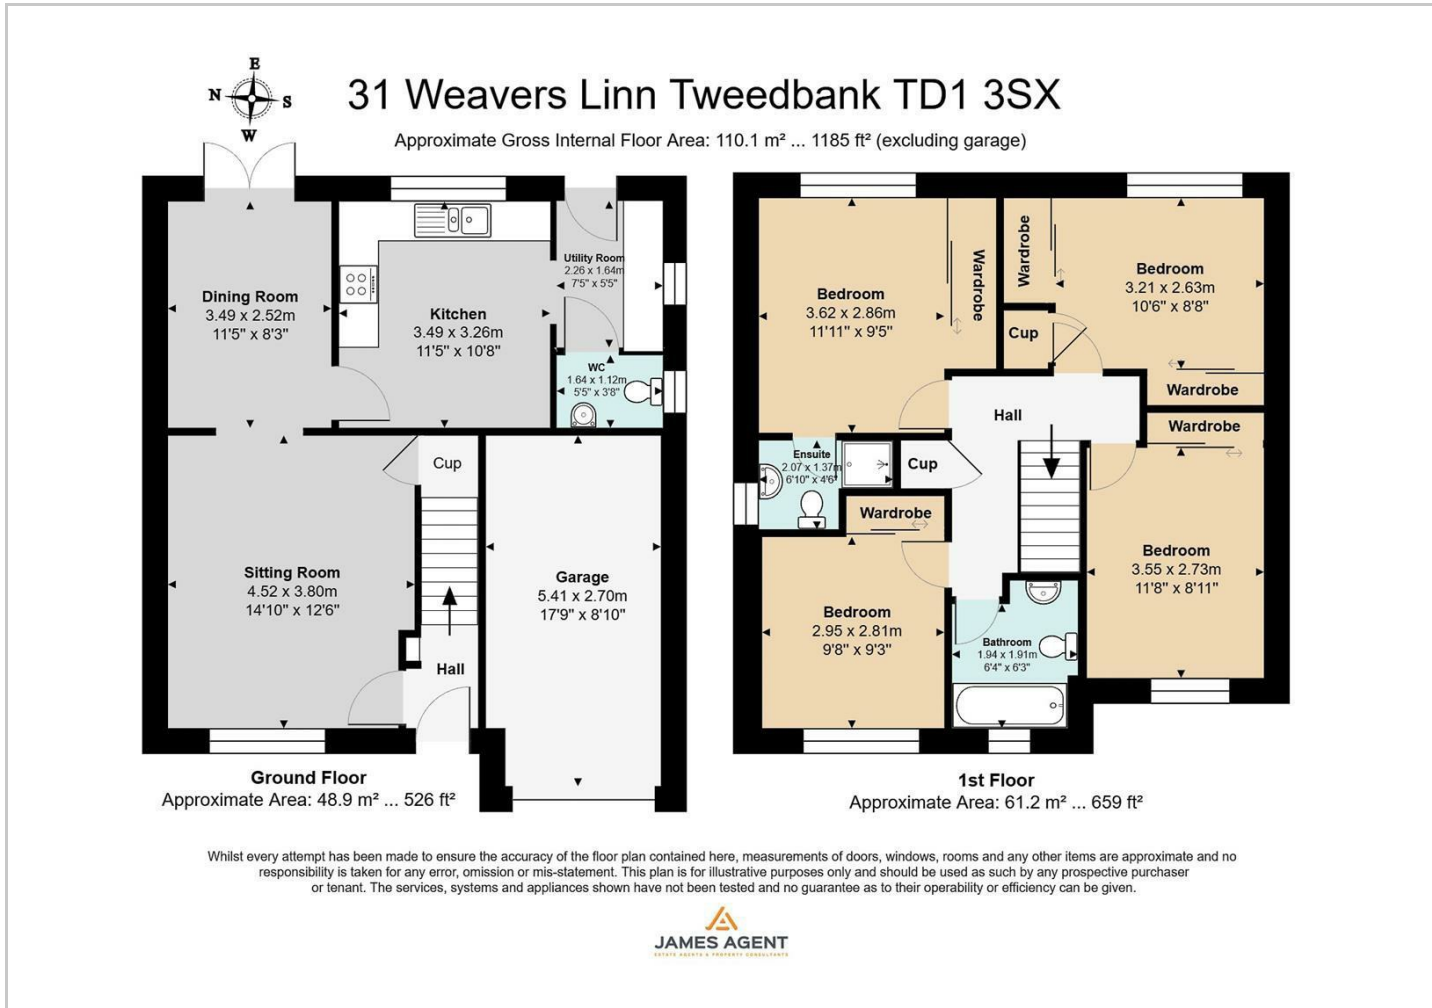 E
N
S
W
31 Weavers Linn Tweedbank TD1 3SX
Approximate Gross Internal Floor Area: 110.1 m² ... 1185 ft² (excluding garage)
Dining Room
3.49 x 2.52m
11'5" x 8'3"
Kitchen
3.49 x 3.26m
11'5" x 10'8"
Utility Room
2.26 x 1.64m
7'5" x 5'5"
WC
1.64 x 1.12m
5'5" x 3'8"
Cup
Sitting Room
4.52 x 3.80m
14'10" x 12'6"
Garage
5.41 x 2.70m
17'9" x 8'10"
Hall
Ground Floor
Approximate Area: 48.9 m² ... 526 ft²
Bedroom
3.62 x 2.86m
11'11" x 9'5"
Wardrobe
Wardrobe
Bedroom
3.21 x 2.63m
10'6" x 8'8"
Cup
Wardrobe
Hall
Wardrobe
Ensuite
2.07 x 1.37m
6'10" x 4'6"
Cup
Wardrobe
Bedroom
3.55 x 2.73m
11'8" x 8'11"
Bedroom
2.95 x 2.81m
9'8" x 9'3"
Bathroom
1.94 x 1.91m
6'4" x 6'3"
1st Floor
Approximate Area: 61.2 m² ... 659 ft²
Whilst every attempt has been made to ensure the accuracy of the floor plan contained here, measurements of doors, windows, rooms and any other items are approximate and no
responsibility is taken for any error, omission or mis-statement. This plan is for illustrative purposes only and should be used as such by any prospective purchaser
or tenant. The services, systems and appliances shown have not been tested and no guarantee as to their operability or efficiency can be given.
JAMES AGENT
ESTATE AGENTS & PROPERTY CONSULTANTS